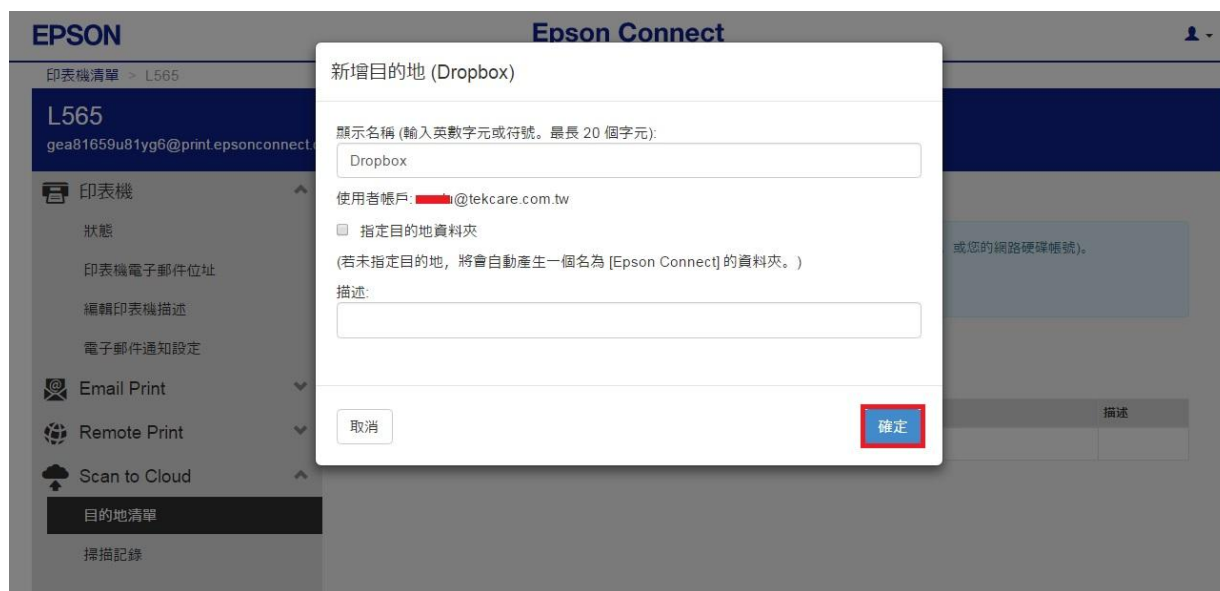 EPSON
Epson Connect
印表機清單 > L565
L565
gea81659u81yg6@print.epsonconnect.
印表機
狀態
印表機電子郵件位址
編輯印表機描述
電子郵件通知設定
Email Print
Remote Print
Scan to Cloud
目的地清單
掃描記錄
新增目的地 (Dropbox)
顯示名稱 (輸入英數字元或符號。最長 20 個字元):
Dropbox
使用者帳戶: @tekcare.com.tw
指定目的地資料夾
(若未指定目的地，將會自動產生一個名為 [Epson Connect] 的資料夾。)
描述:
取消
確定
或您的網路硬碟帳號)。
描述